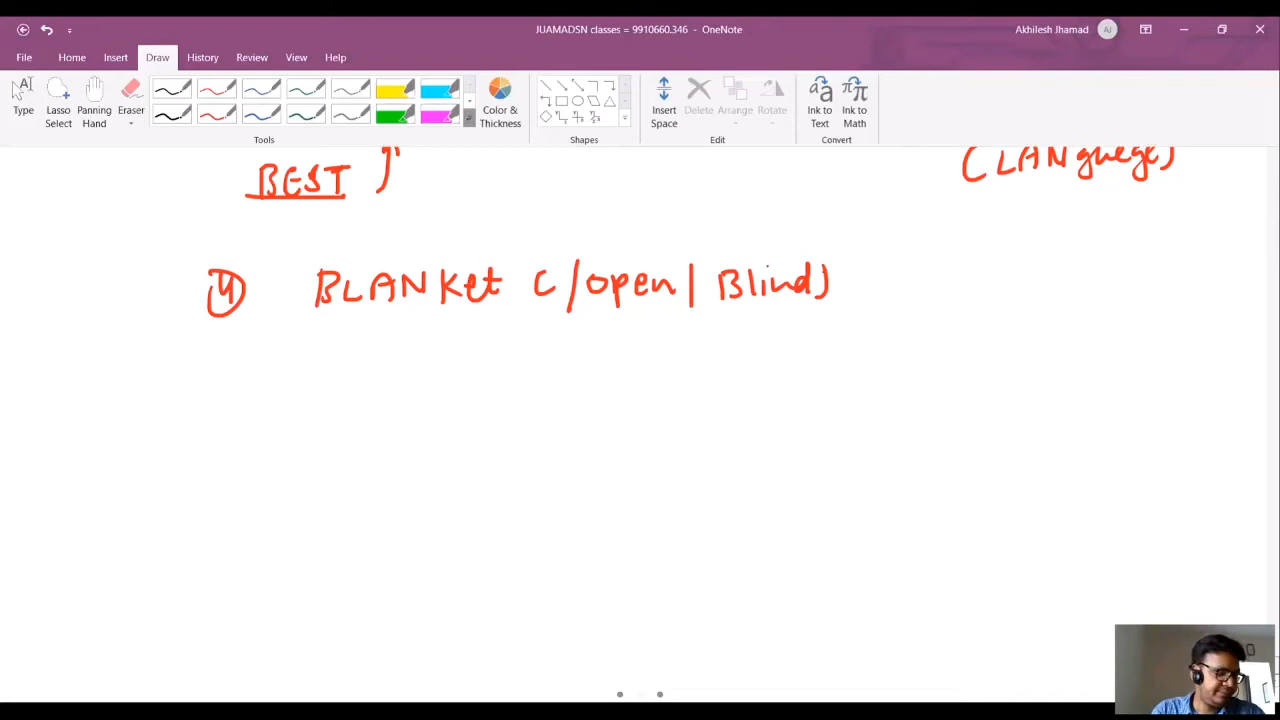 JUAMADSN classes = 9910660.346 - OneNote
Akhilesh Jhamad AJ
File Home Insert Draw History Review View Help
Type
Lasso Select
Panning Hand
Eraser
Color & Thickness
Insert Space
Delete
Arrange
Rotate
Ink to Text
Ink to Math
Tools
Shapes
Edit
Convert
BEST )
(LANguege)
4 BLANKet C/open/Blind)